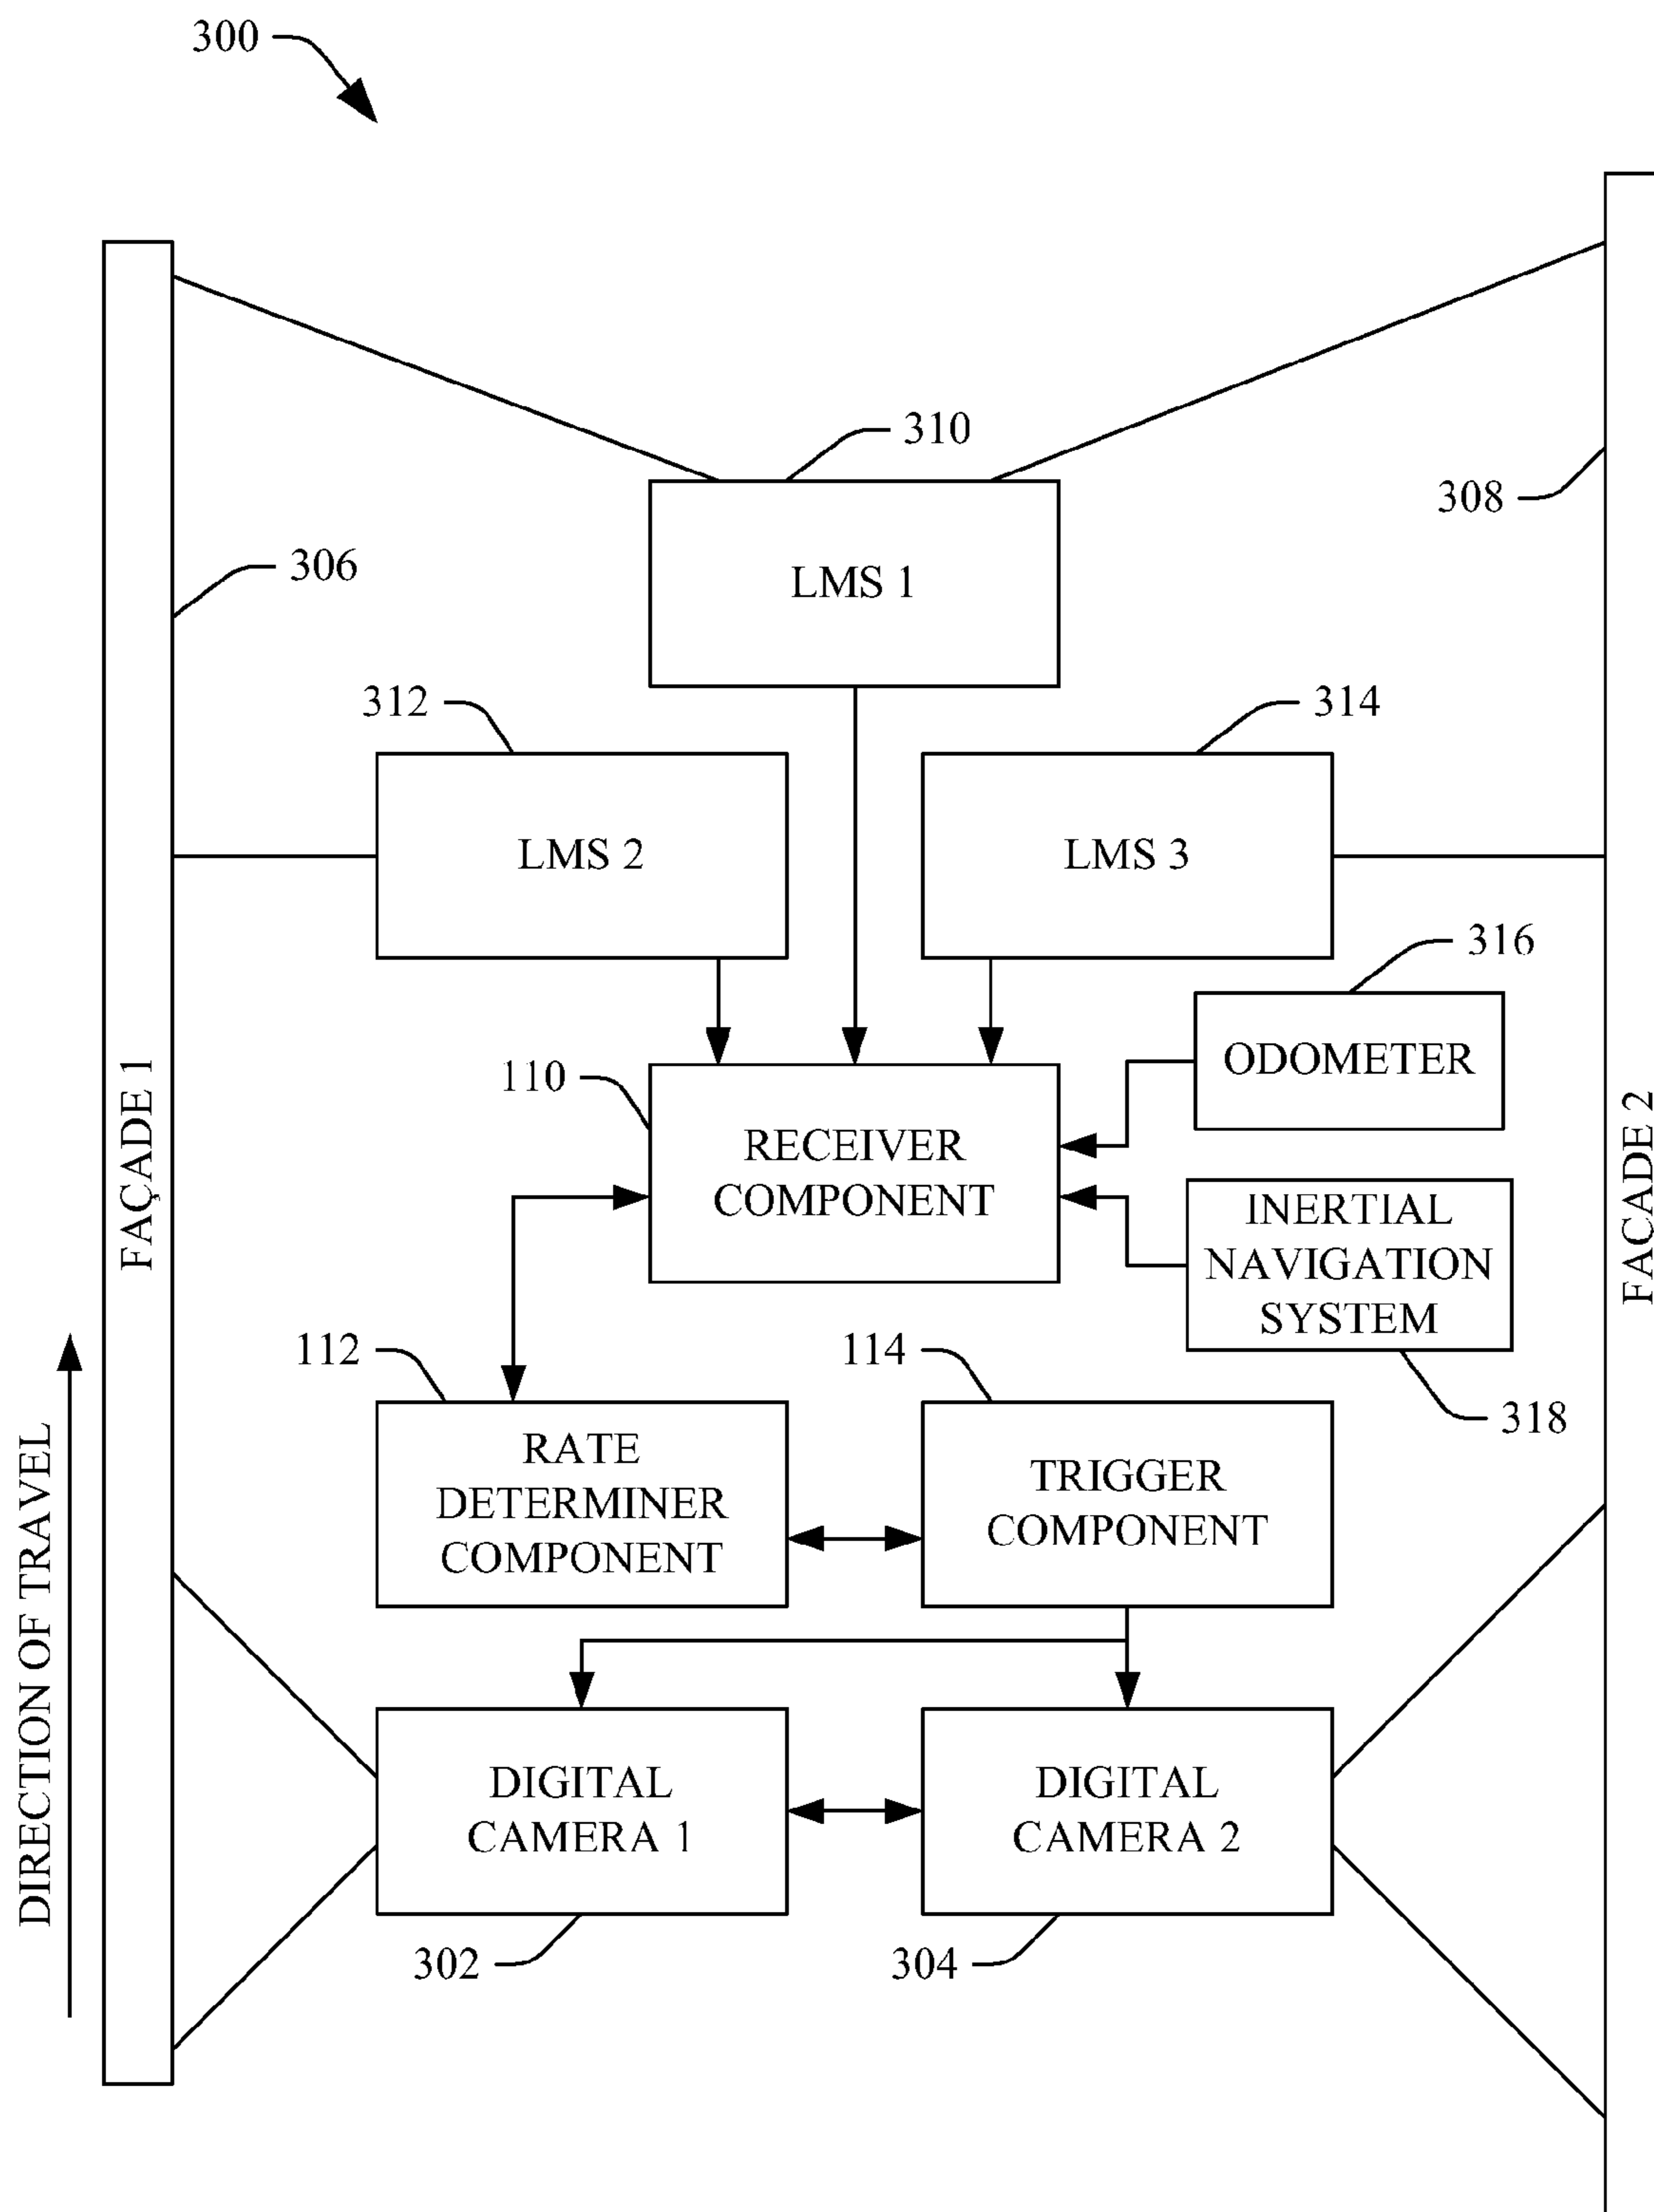 300
310
308
306
LMS 1
312
314
LMS 2
LMS 3
316
ODOMETER
110
RECEIVER
COMPONENT
FAÇADE 1
FAÇADE 2
INERTIAL
NAVIGATION
SYSTEM
318
112
114
RATE
DETERMINER
COMPONENT
TRIGGER
COMPONENT
DIRECTION OF TRAVEL
DIGITAL
CAMERA 1
DIGITAL
CAMERA 2
302
304